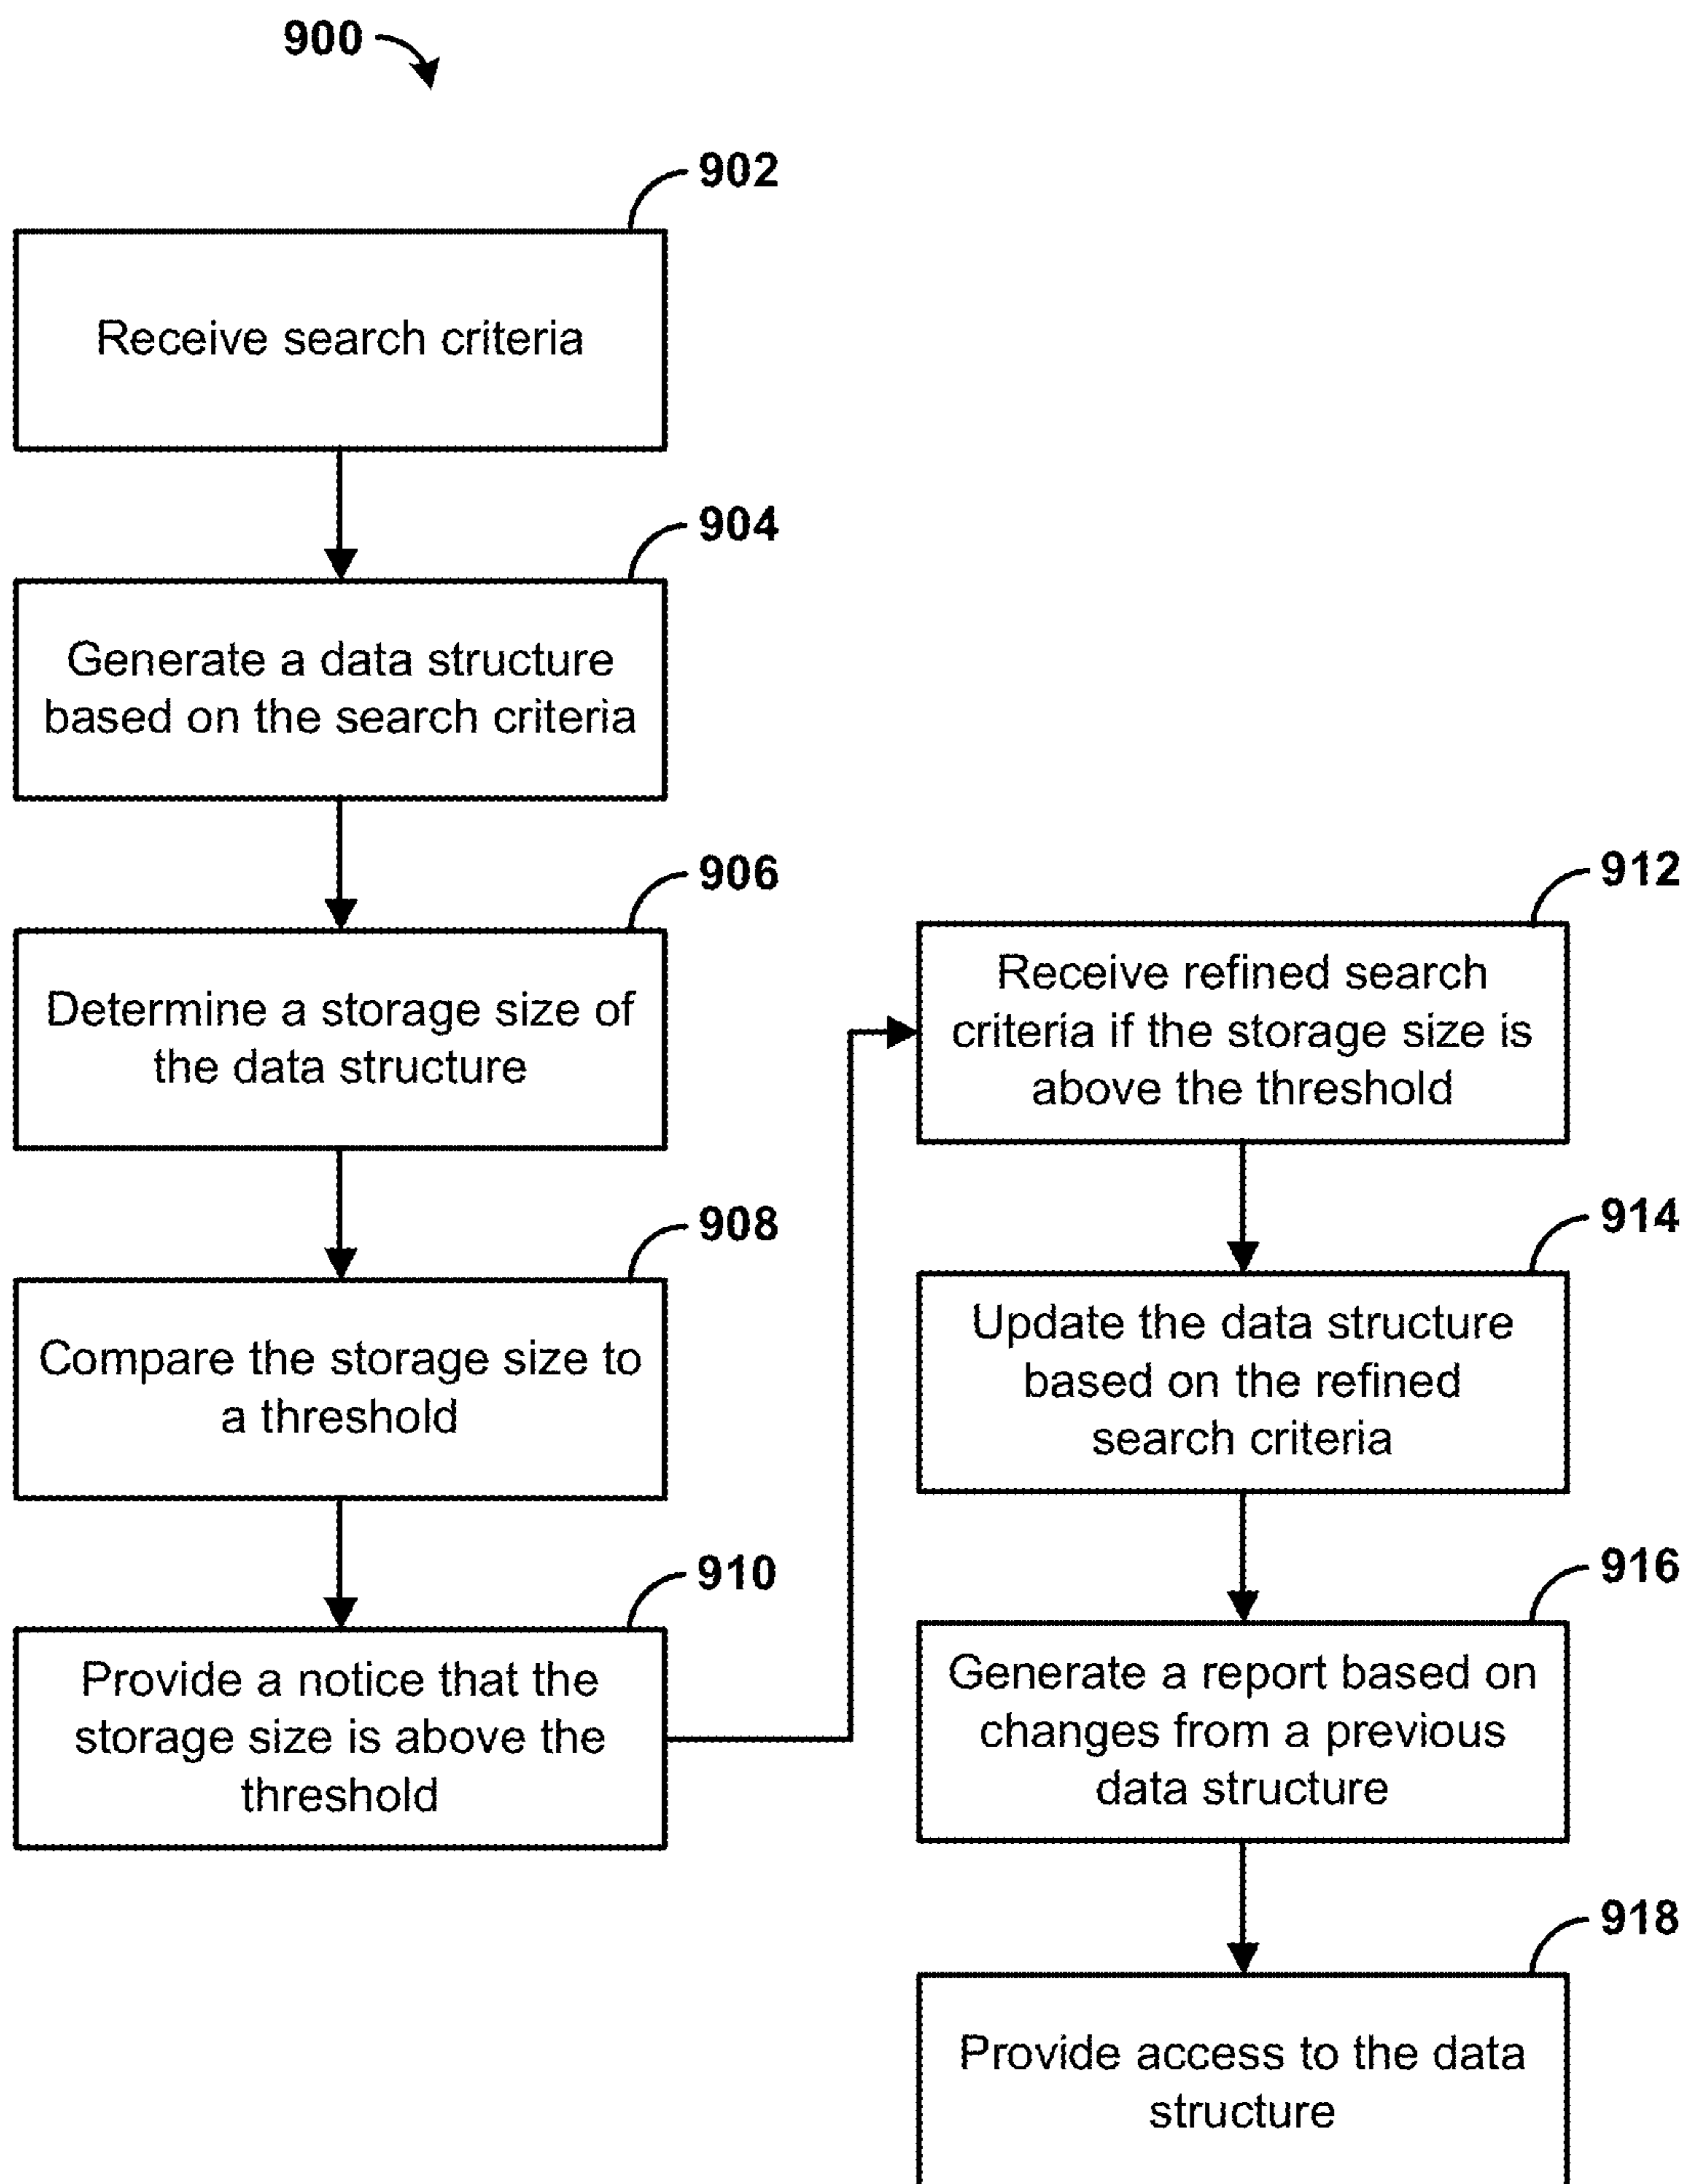 900
902
Receive search criteria
904
Generate a data structure
based on the search criteria
906
Determine a storage size of
the data structure
908
Compare the storage size to
a threshold
910
Provide a notice that the
storage size is above the
threshold
912
Receive refined search
criteria if the storage size is
above the threshold
914
Update the data structure
based on the refined
search criteria
916
Generate a report based on
changes from a previous
data structure
918
Provide access to the data
structure